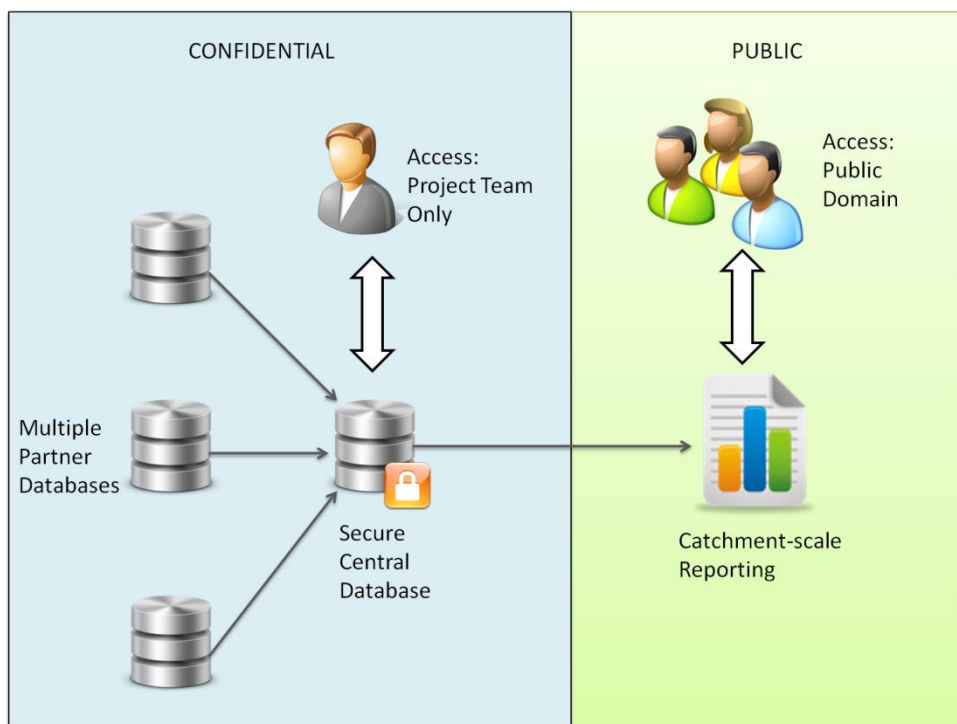 CONFIDENTIAL
PUBLIC
Access:
Project Team
Only
Access:
Public
Domain
Multiple
Partner
Databases
Secure
Central
Database
Catchment-scale
Reporting